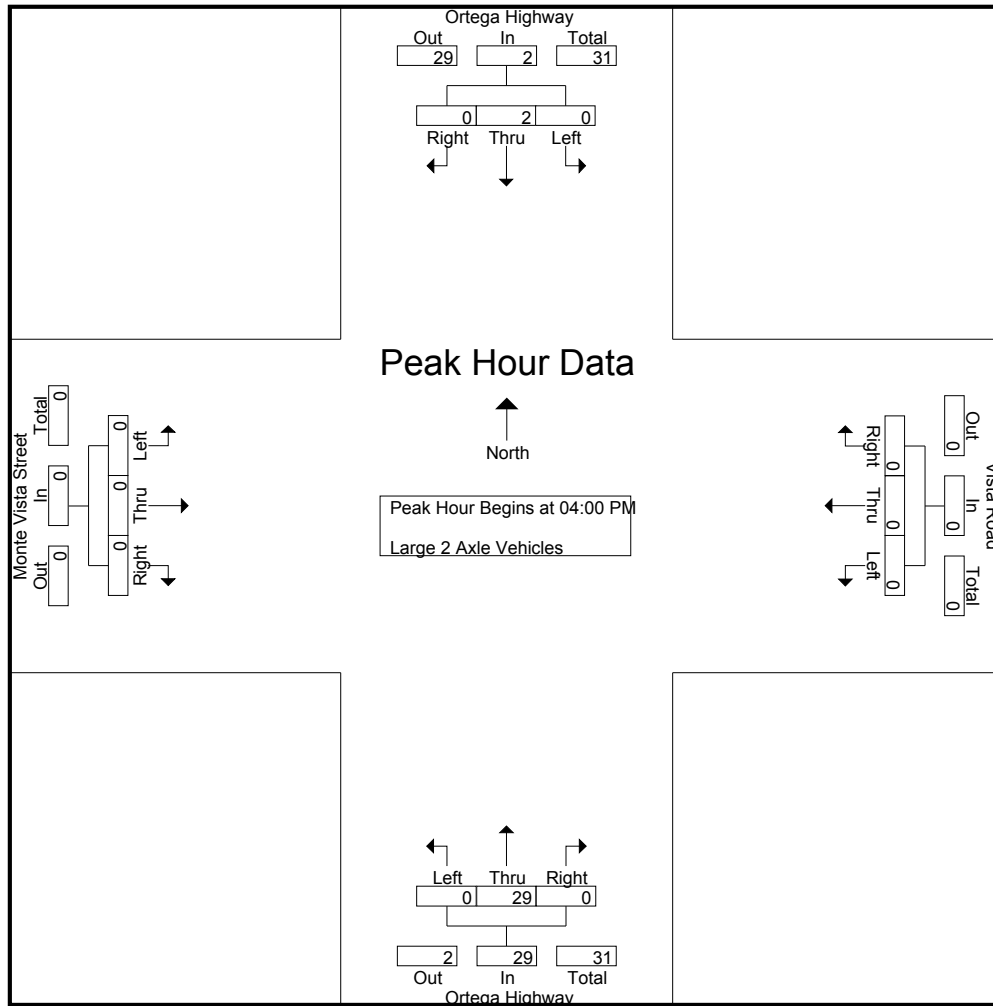 Ortega Highway
Out In Total
29 2 31
0 2 0
Right Thru Left
Peak Hour Data
North
Peak Hour Begins at 04:00 PM
Large 2 Axle Vehicles
Monte Vista Street
Total In Out
0 0 0
0 0 0
Left Thru Right
Right Thru Left
0 0 0
0 0 0
Out In Total
Vista Road
Left Thru Right
0 29 0
2 29 31
Out In Total
Ortega Highway